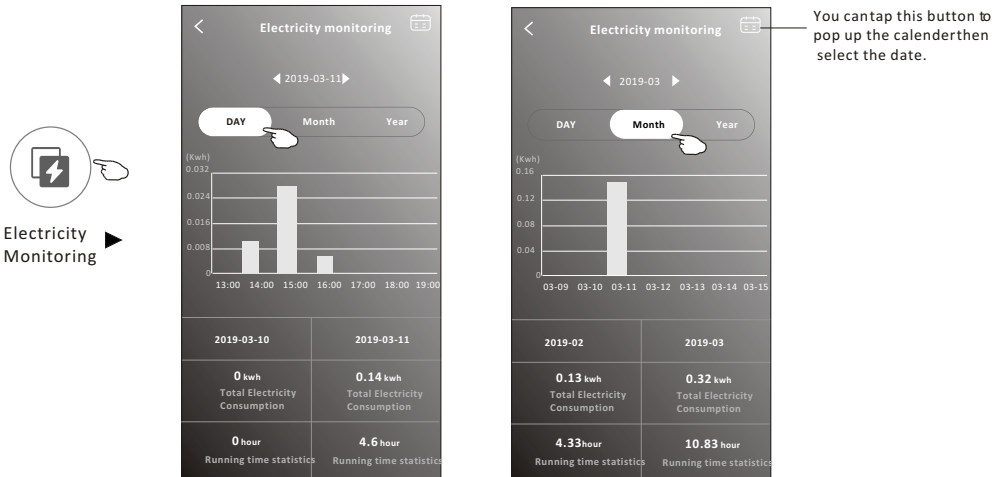 Electricity
Monitoring
Electricity monitoring
2019-03-11
DAY Month Year
(Kwh)
0.032
0.024
0.016
0.008
0
13:00 14:00 15:00 16:00 17:00 18:00 19:00
2019-03-10 2019-03-11
0 kwh 0.14 kwh
Total Electricity Total Electricity
Consumption Consumption
0 hour 4.6 hour
Running time statistics Running time statistics
Electricity monitoring
2019-03
DAY Month Year
(Kwh)
0.16
0.12
0.08
0.04
0
03-09 03-10 03-11 03-12 03-13 03-14 03-15
2019-02 2019-03
0.13 kwh 0.32 kwh
Total Electricity Total Electricity
Consumption Consumption
4.33hour 10.83 hour
Running time statistics Running time statistics
You cantap this button to
pop up the calenderthen
select the date.